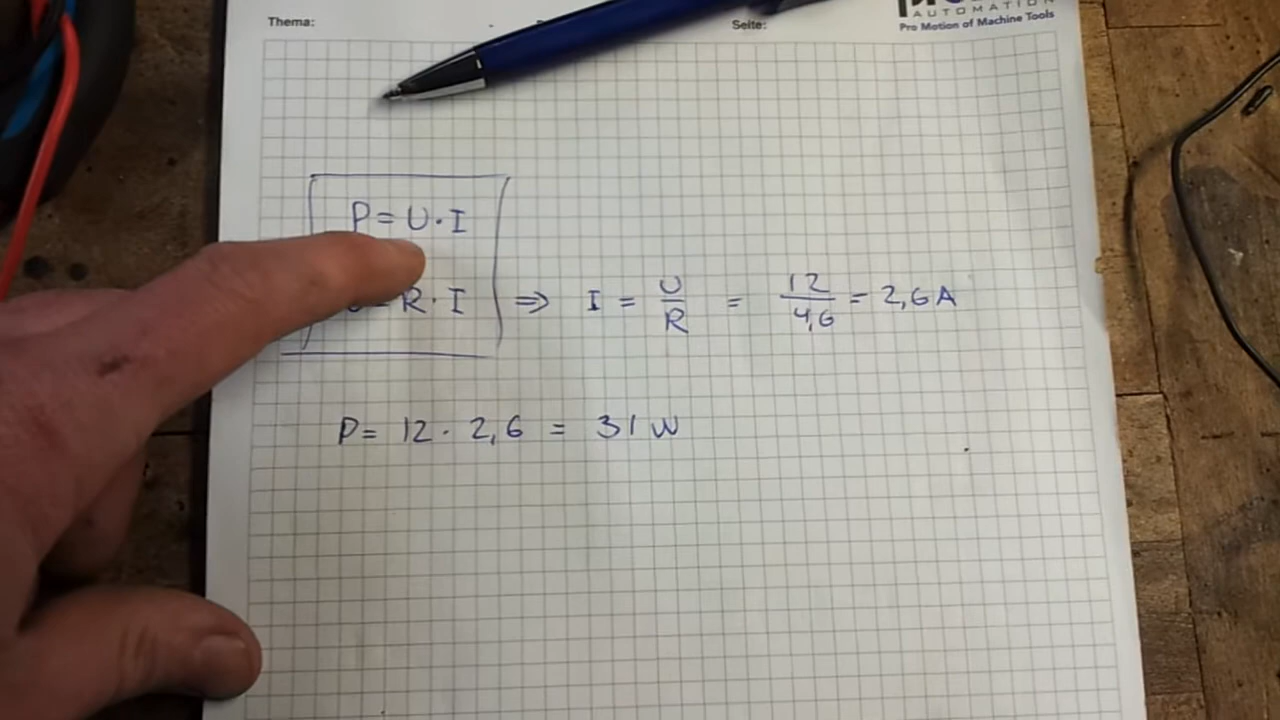 Thema:
Seite:
AUTOMATION
Pro Motion of Machine Tools
P = U · I
= R · I ⇒ I = U/R = 12/4,6 = 2,6 A
P = 12 · 2,6 = 31 W